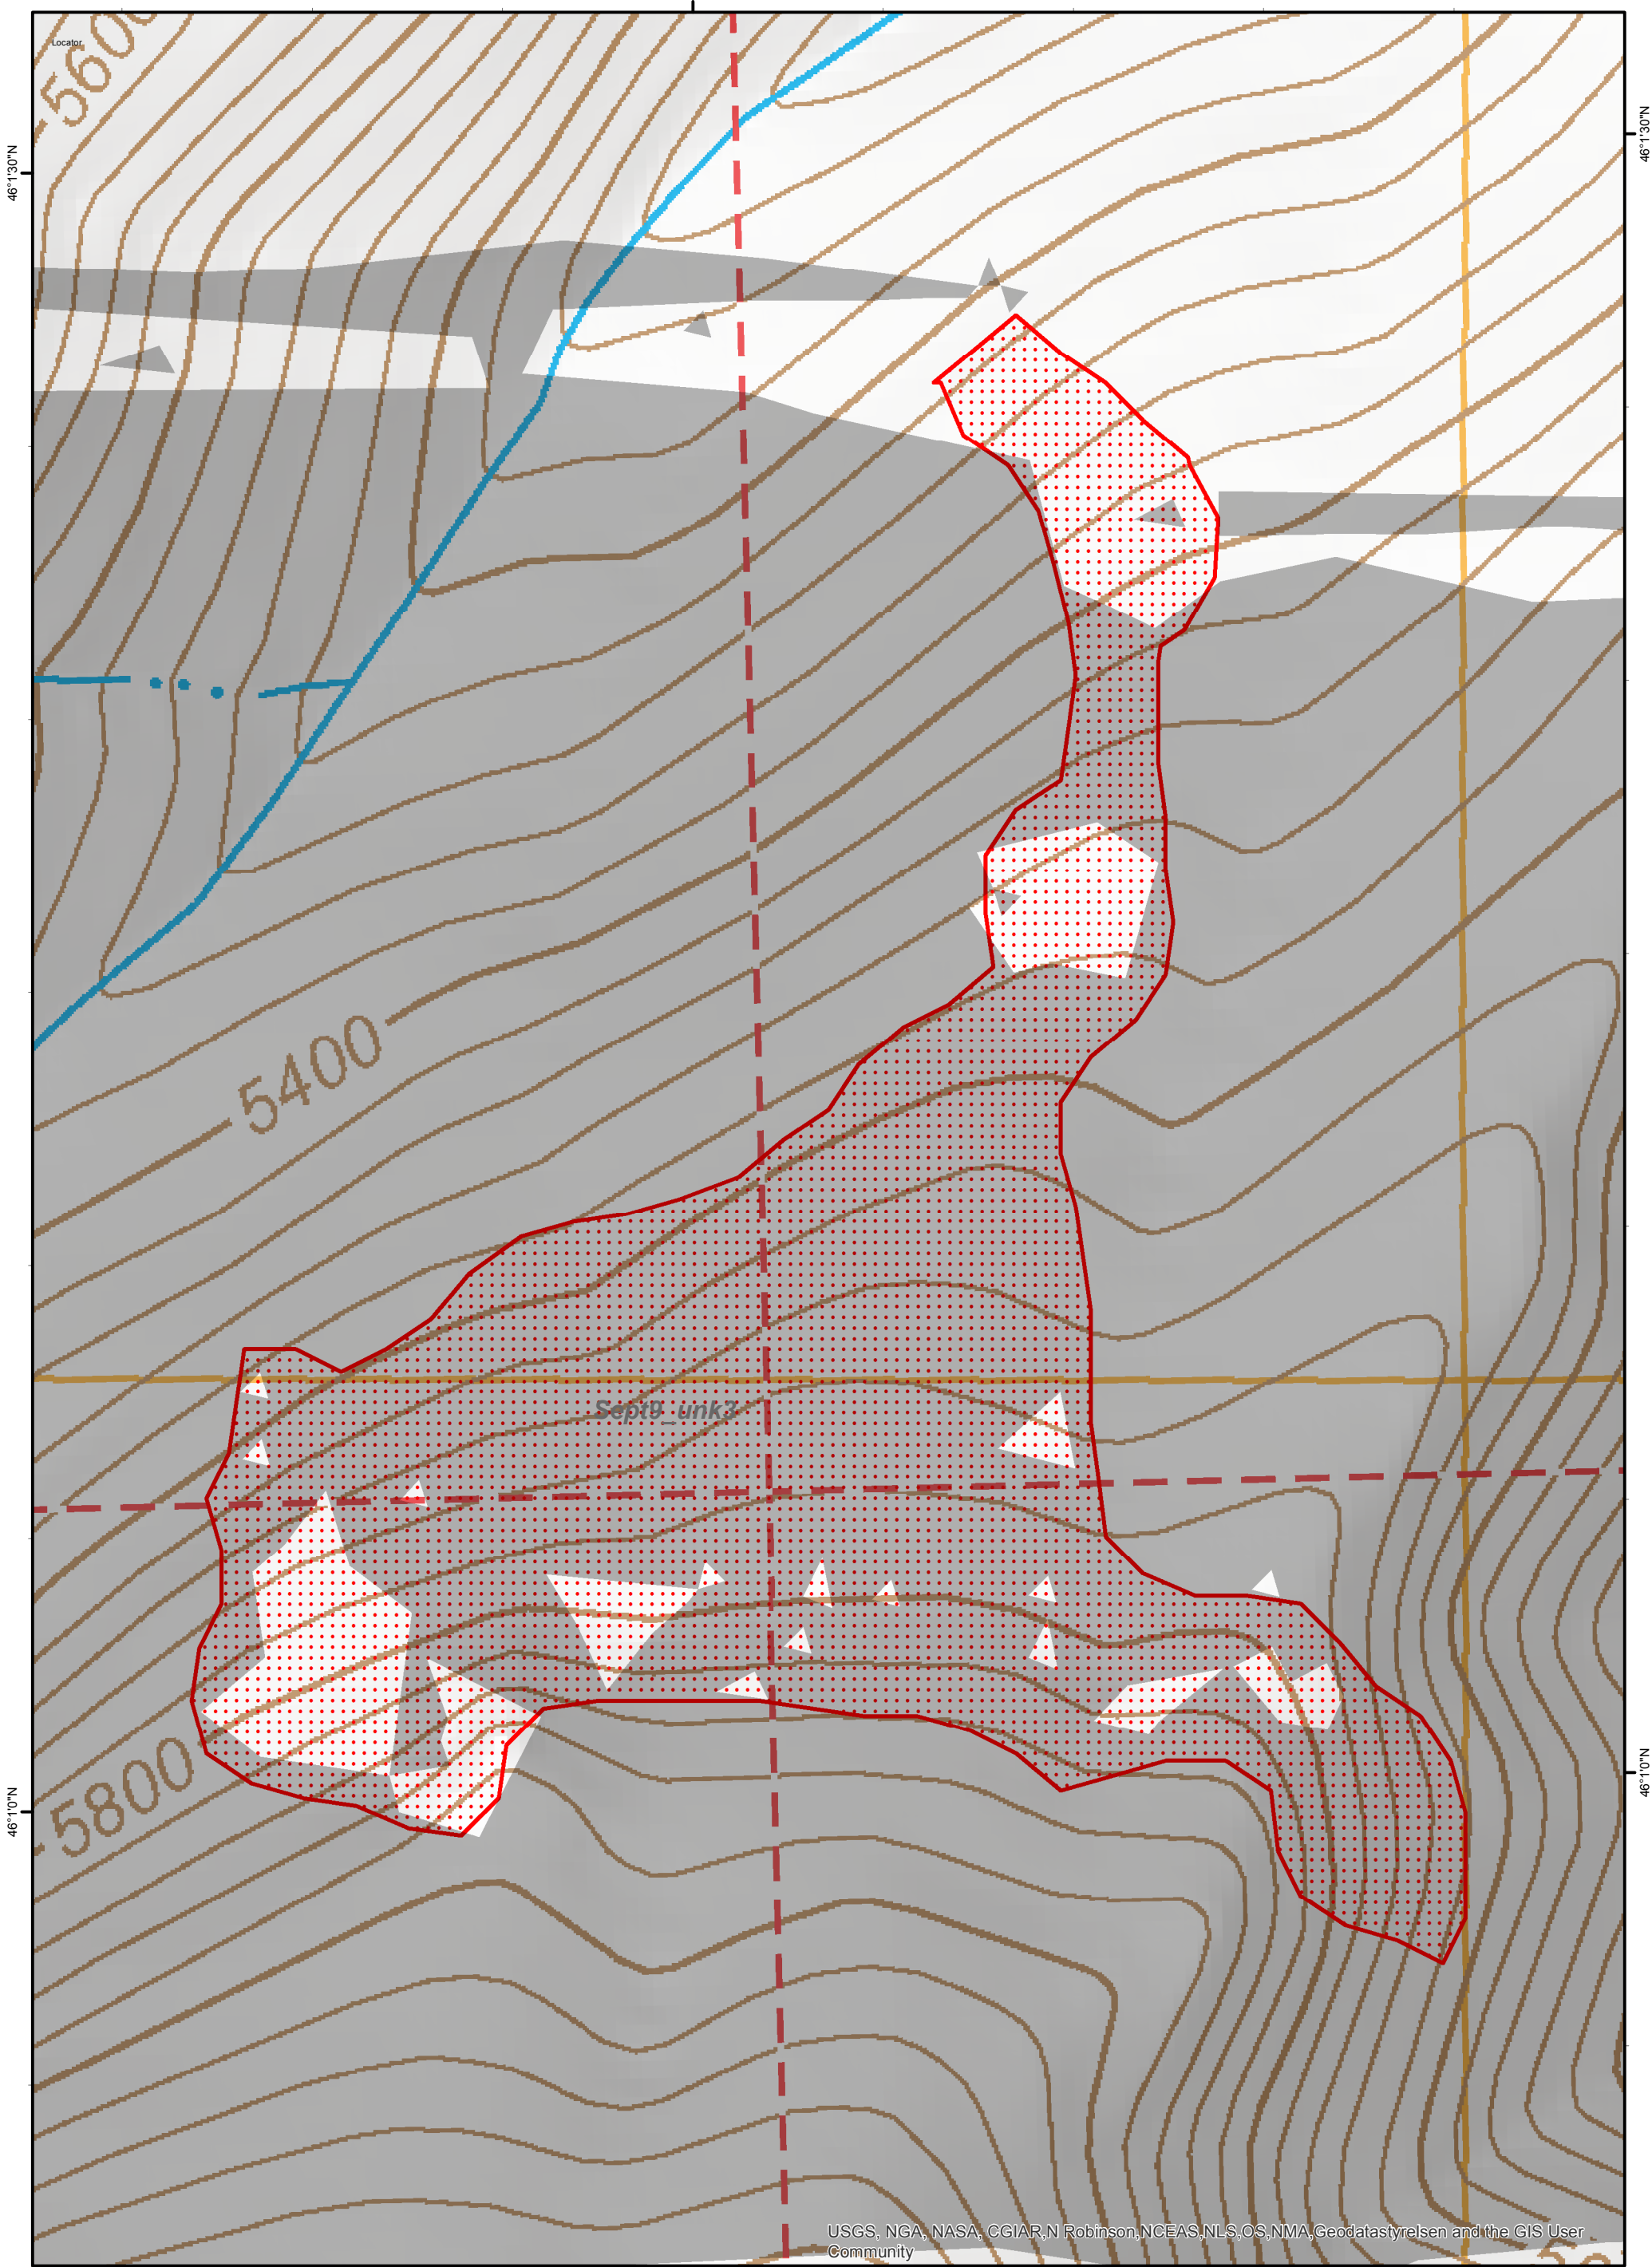 Locator
5600
46°1'30"N
46°1'30"N
5400
Sept9_unk3
5800
46°1'0"N
46°1'0"N
USGS, NGA, NASA, CGIAR,N Robinson,NCEAS,NLS,OS,NMA,Geodatastyrelsen and the GIS User
Community